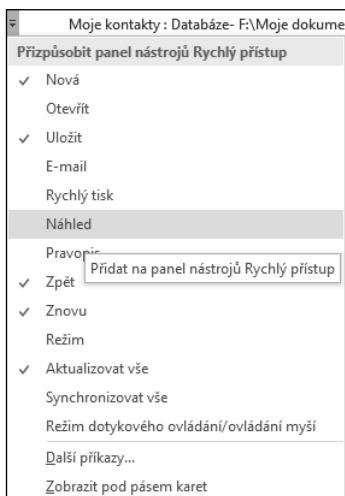 Moje kontakty : Databáze- F:\Moje dokume
Přizpůsobit panel nástrojů Rychlý přístup
Nová
Otevřít
Uložit
E-mail
Rychlý tisk
Náhled
Pravopis
Přidat na panel nástrojů Rychlý přístup
Zpět
Znovu
Režim
Aktualizovat vše
Synchronizovat vše
Režim dotykového ovládání/ovládání myší
Další příkazy...
Zobrazit pod pásem karet